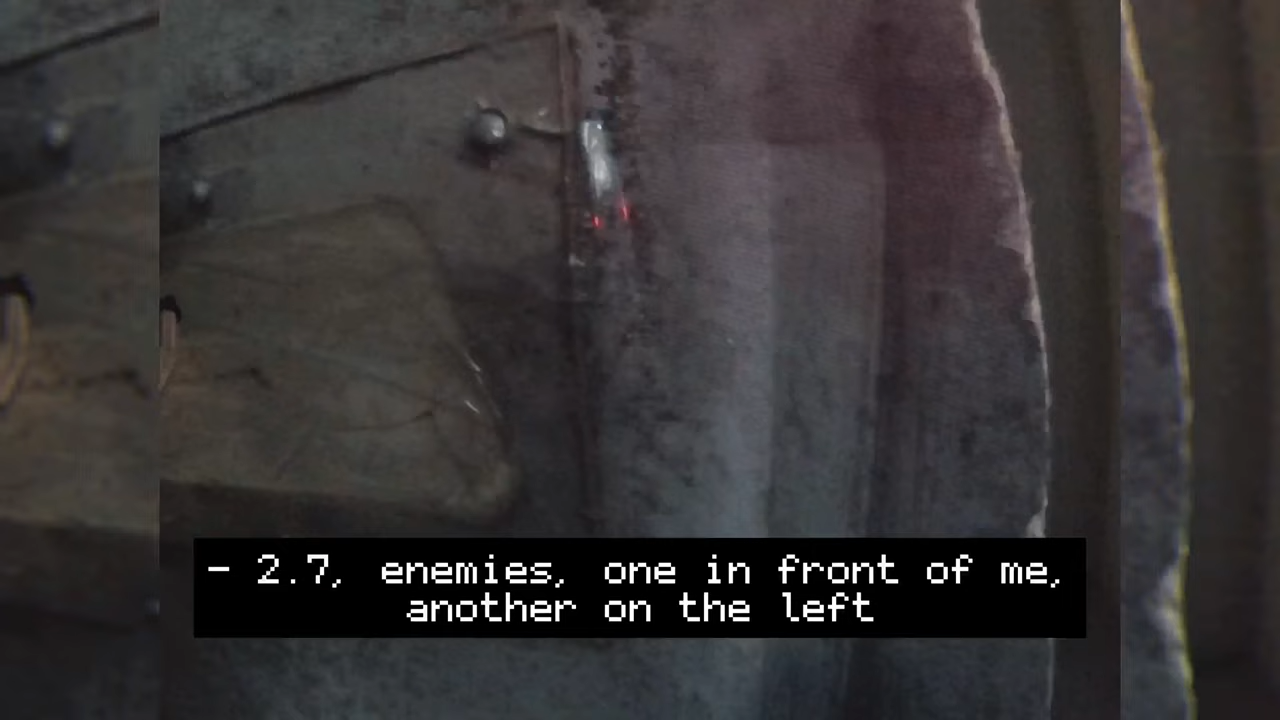 - 2.7, enemies, one in front of me,
another on the left